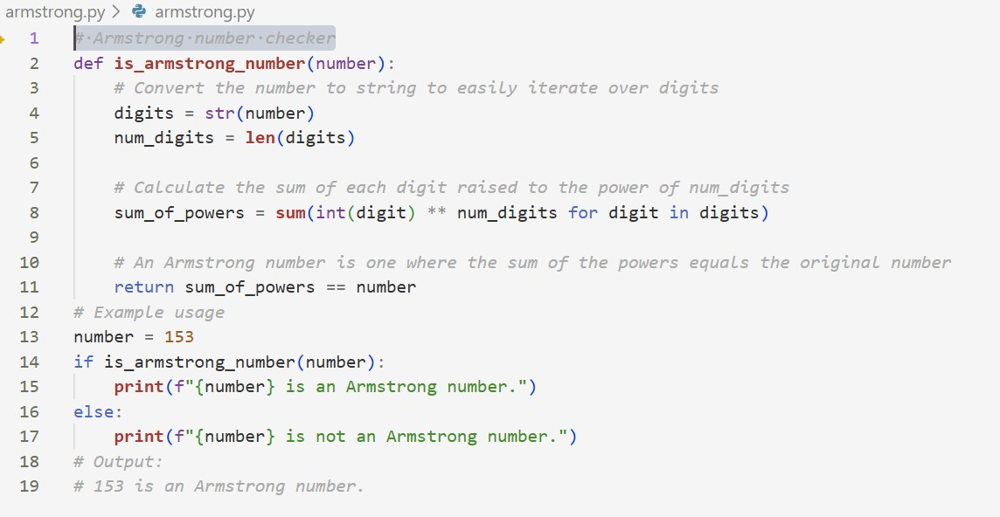 armstrong.py > armstrong.py
1 # Armstrong number checker
2 def is_armstrong_number(number):
3     # Convert the number to string to easily iterate over digits
4     digits = str(number)
5     num_digits = len(digits)
6
7     # Calculate the sum of each digit raised to the power of num_digits
8     sum_of_powers = sum(int(digit) ** num_digits for digit in digits)
9
10     # An Armstrong number is one where the sum of the powers equals the original number
11     return sum_of_powers == number
12 # Example usage
13 number = 153
14 if is_armstrong_number(number):
15     print(f"{number} is an Armstrong number.")
16 else:
17     print(f"{number} is not an Armstrong number.")
18 # Output:
19 # 153 is an Armstrong number.